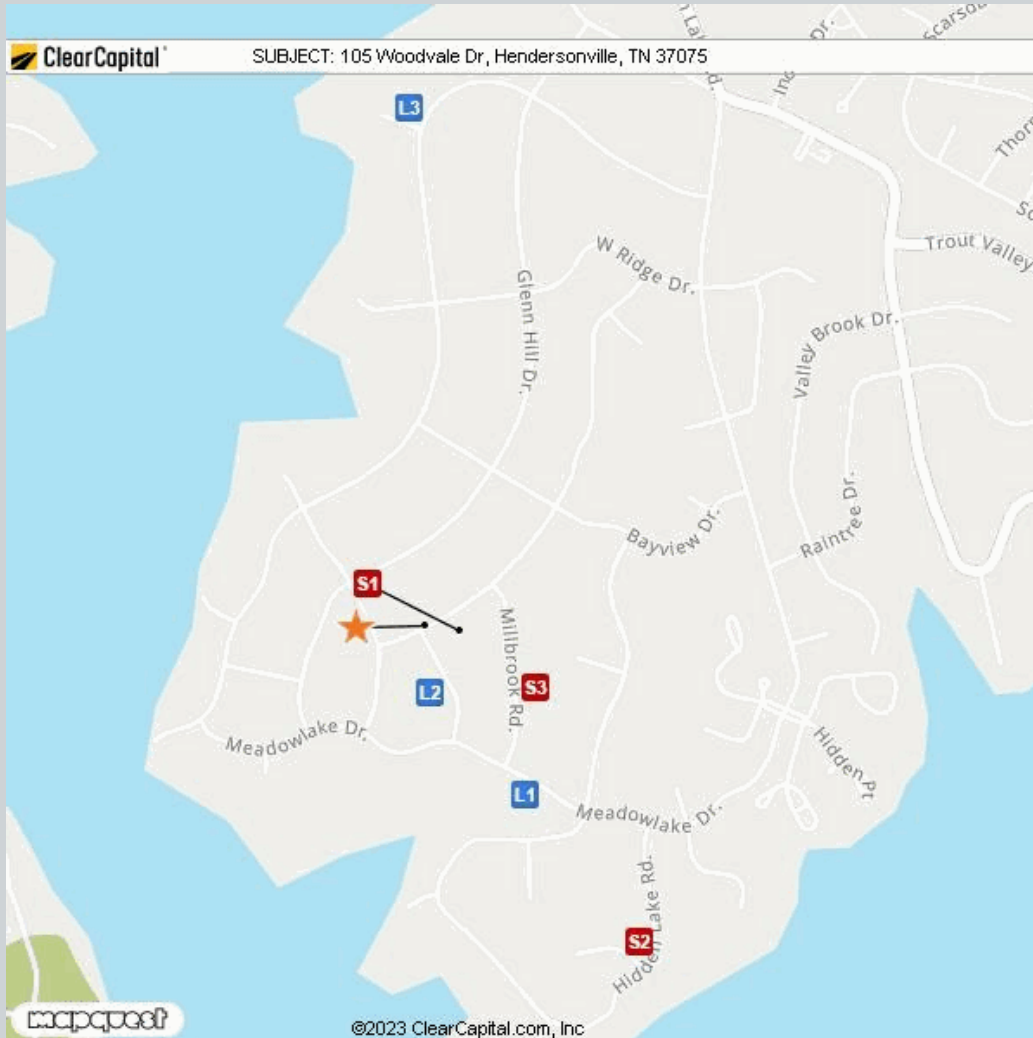 ClearCapital
SUBJECT: 105 Woodvale Dr, Hendersonville, TN 37075
L3
W Ridge Dr.
Trout Valley
Glenn Hill Dr.
Valley Brook Dr.
Raintree Dr.
Bayview Dr.
S1
Millbrook Rd.
L2
S3
Meadowlake Dr.
Hidden Pt
L1
Meadowlake Dr.
Hidden Lake Rd.
S2
mapquest
©2023 ClearCapital.com, Inc